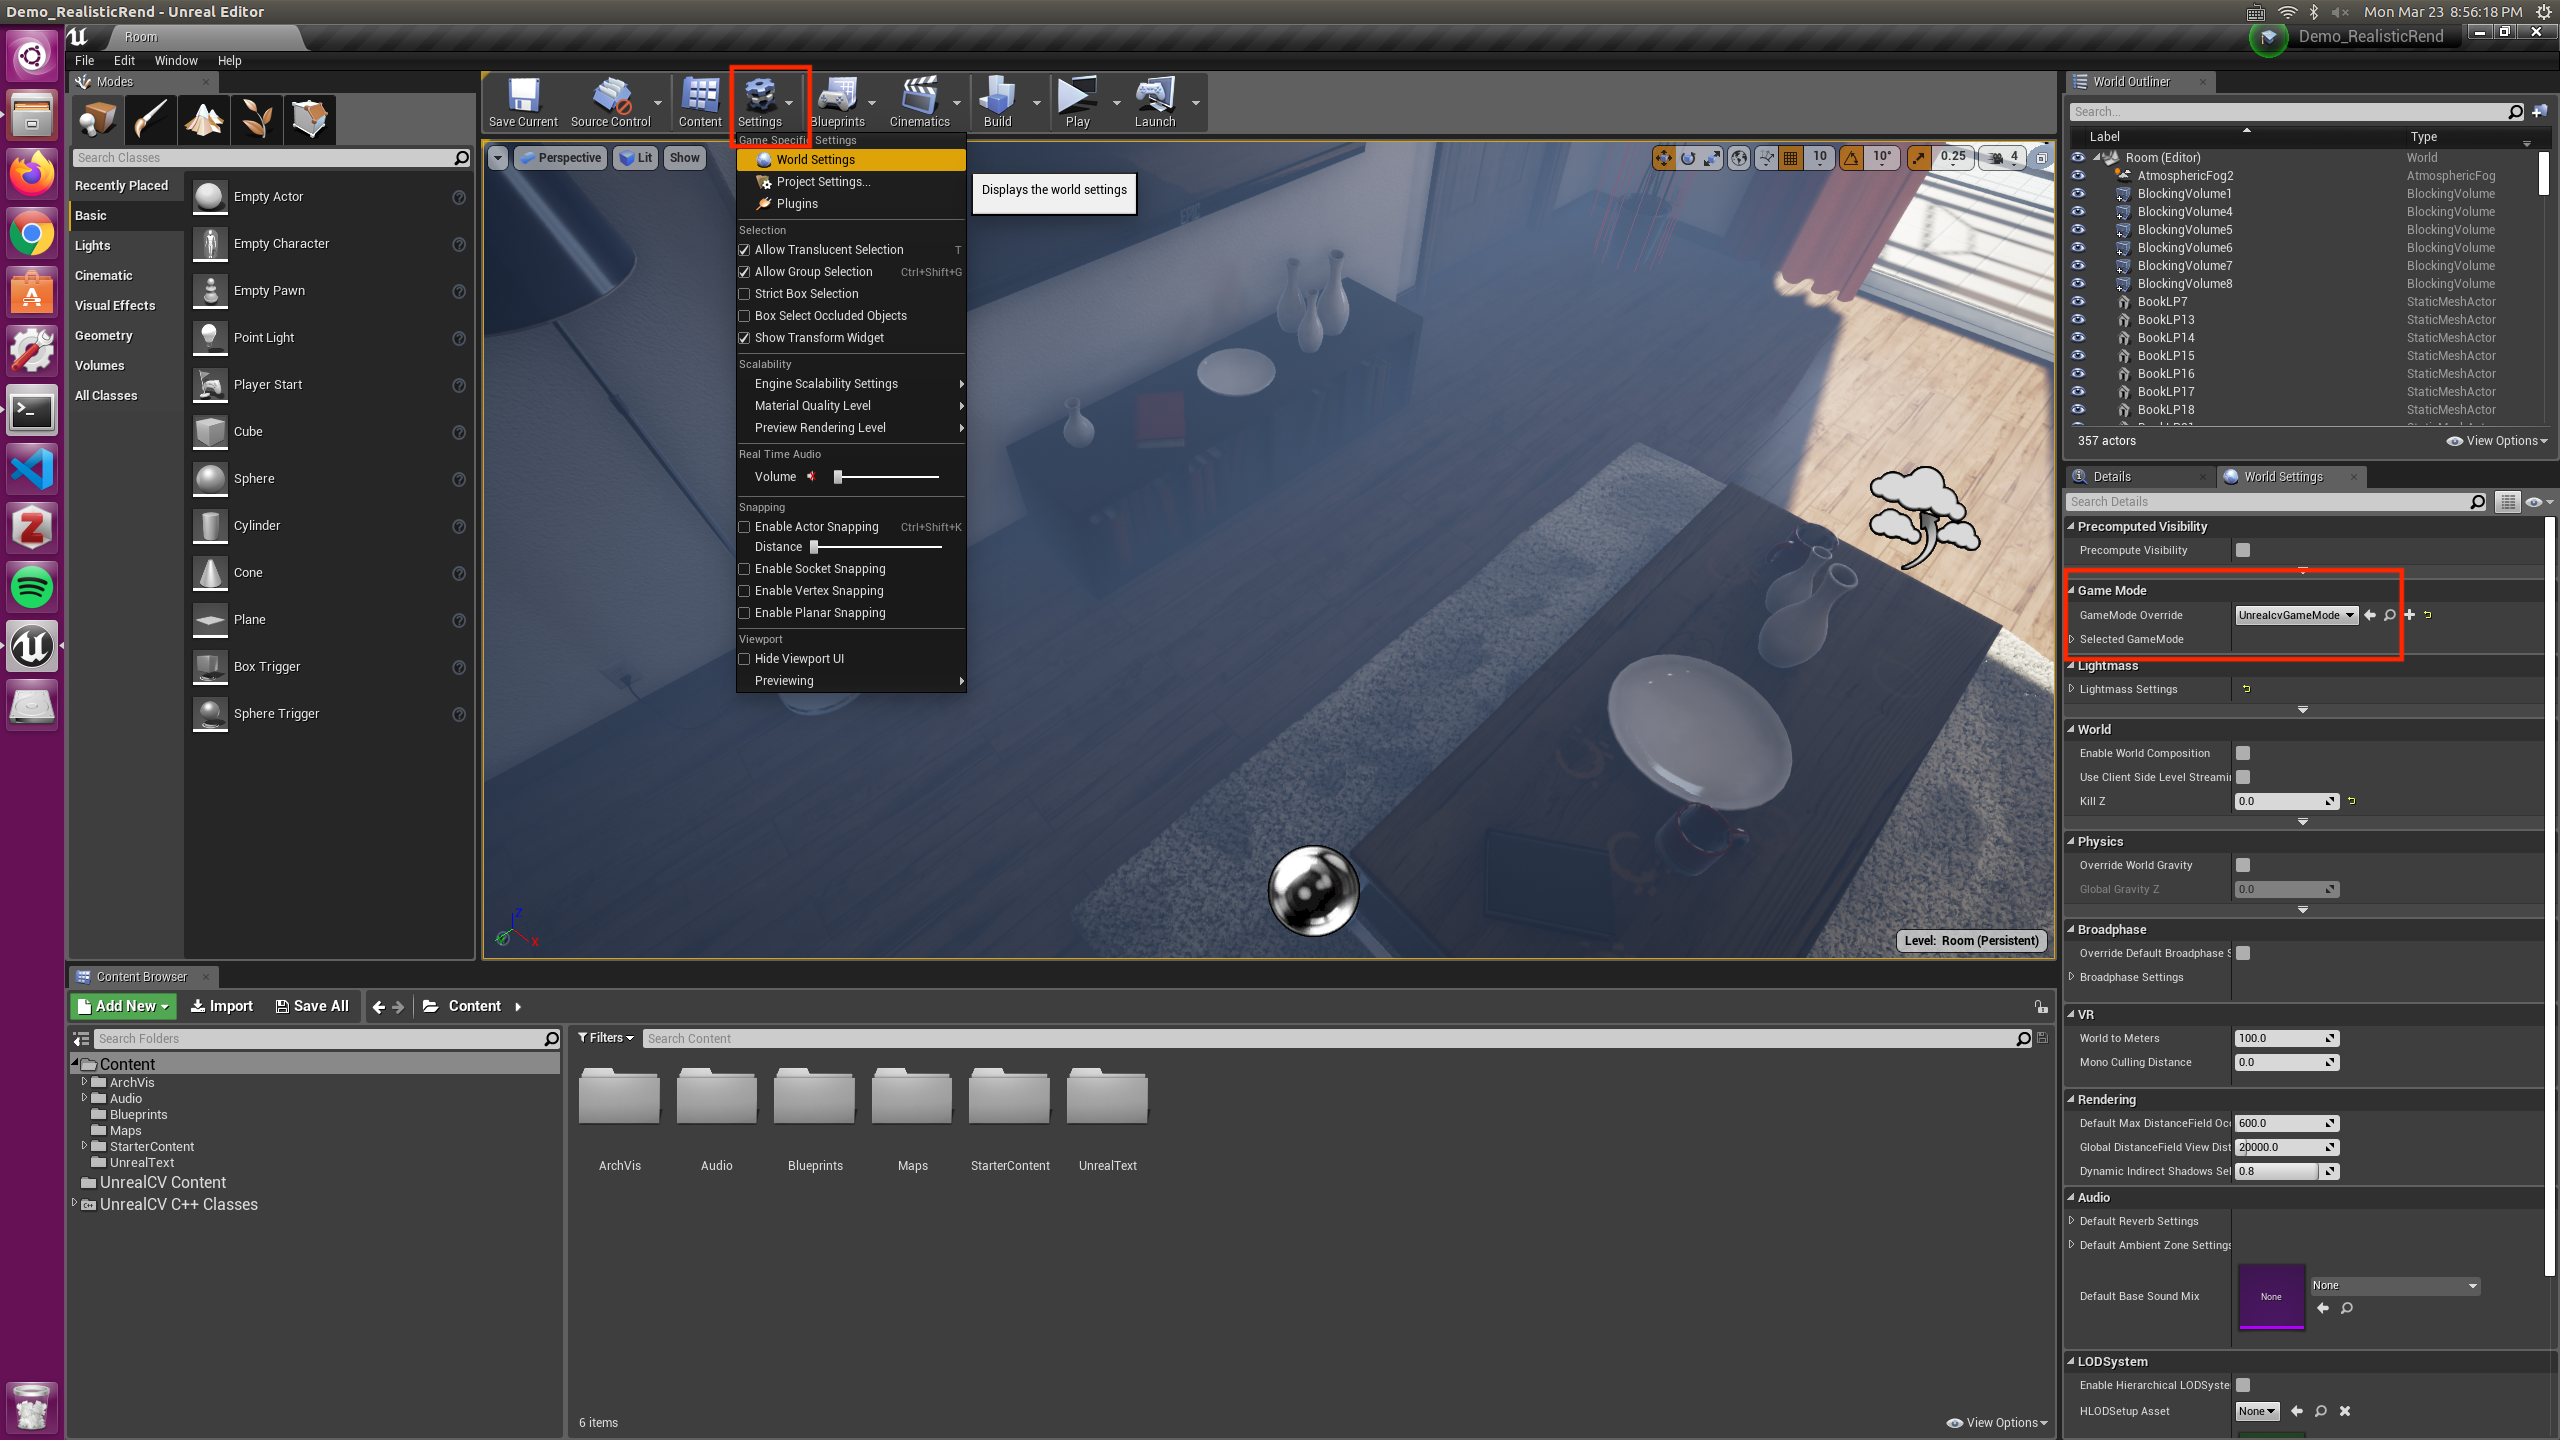 Demo_RealisticRend - Unreal Editor
Mon Mar 23 8:56:18 PM
Room
Demo_RealisticRend
File Edit Window Help
Modes
Search Classes
Recently Placed
Basic
Lights
Cinematic
Visual Effects
Geometry
Volumes
All Classes
Empty Actor
Empty Character
Empty Pawn
Point Light
Player Start
Cube
Sphere
Cylinder
Cone
Plane
Box Trigger
Sphere Trigger
Save Current Source Control Content Settings Blueprints Cinematics Build Play Launch
Perspective Lit Show
10 10° 0.25 4
Game Specific Settings
World Settings
Project Settings...
Plugins
Selection
Allow Translucent Selection T
Allow Group Selection Ctrl+Shift+G
Strict Box Selection
Box Select Occluded Objects
Show Transform Widget
Scalability
Engine Scalability Settings
Material Quality Level
Preview Rendering Level
Real Time Audio
Volume
Snapping
Enable Actor Snapping Ctrl+Shift+K
Distance
Enable Socket Snapping
Enable Vertex Snapping
Enable Planar Snapping
Viewport
Hide Viewport UI
Previewing
Displays the world settings
Z
X
Level: Room (Persistent)
World Outliner
Search...
Label Type
Room (Editor) World
AtmosphericFog2 AtmosphericFog
BlockingVolume1 BlockingVolume
BlockingVolume4 BlockingVolume
BlockingVolume5 BlockingVolume
BlockingVolume6 BlockingVolume
BlockingVolume7 BlockingVolume
BlockingVolume8 BlockingVolume
BookLP7 StaticMeshActor
BookLP13 StaticMeshActor
BookLP14 StaticMeshActor
BookLP15 StaticMeshActor
BookLP16 StaticMeshActor
BookLP17 StaticMeshActor
BookLP18 StaticMeshActor
357 actors View Options
Details World Settings
Search Details
Precomputed Visibility
Precompute Visibility
Game Mode
GameMode Override UnrealcvGameMode
Selected GameMode
Lightmass
Lightmass Settings
World
Enable World Composition
Use Client Side Level Streami
Kill Z 0.0
Physics
Override World Gravity
Global Gravity Z 0.0
Broadphase
Override Default Broadphase S
Broadphase Settings
VR
World to Meters 100.0
Mono Culling Distance 0.0
Rendering
Default Max DistanceField Occ 600.0
Global DistanceField View Dist 20000.0
Dynamic Indirect Shadows Sel 0.8
Audio
Default Reverb Settings
Default Ambient Zone Settings
Default Base Sound Mix None None
LODSystem
Enable Hierarchical LODSyste
HLODSetup Asset None
Content Browser
Add New Import Save All Content
Search Folders
Content
ArchVis
Audio
Blueprints
Maps
StarterContent
UnrealText
UnrealCV Content
UnrealCV C++ Classes
Filters Search Content
ArchVis Audio Blueprints Maps StarterContent UnrealText
6 items View Options